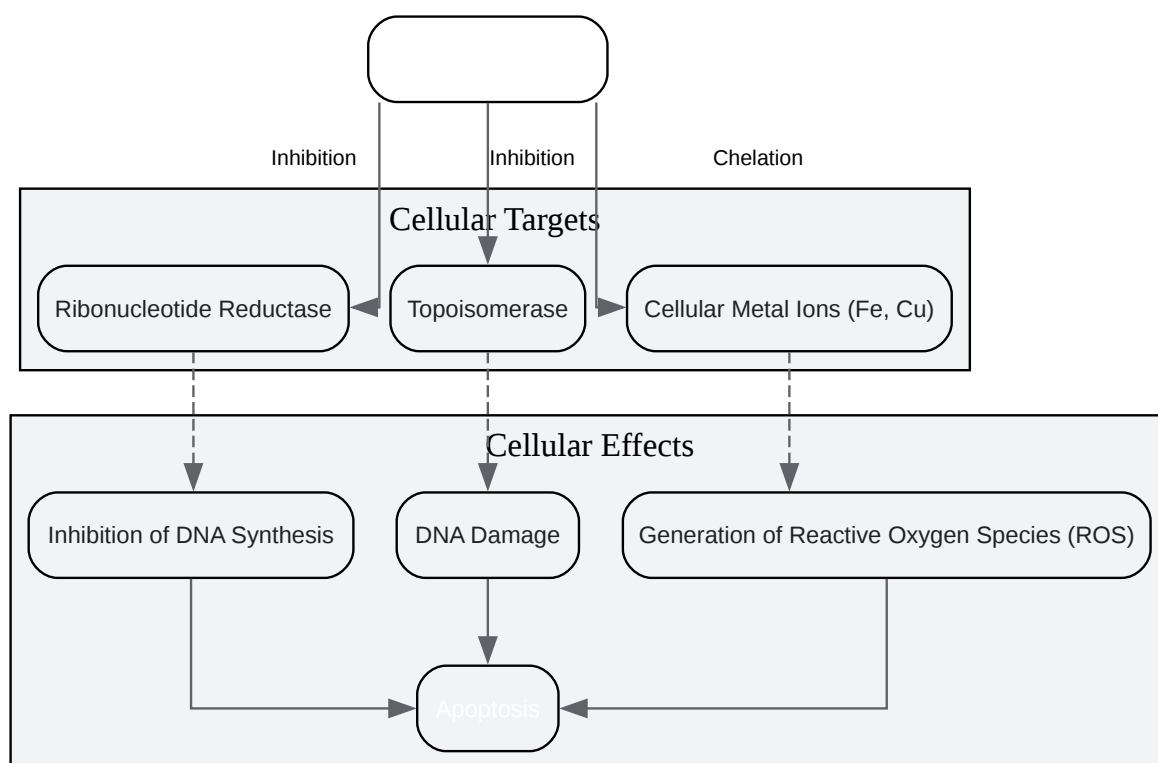 Inhibition
Inhibition
Chelation
Cellular Targets
Ribonucleotide Reductase
Topoisomerase
Cellular Metal Ions (Fe, Cu)
Cellular Effects
Inhibition of DNA Synthesis
DNA Damage
Generation of Reactive Oxygen Species (ROS)
Apoptosis